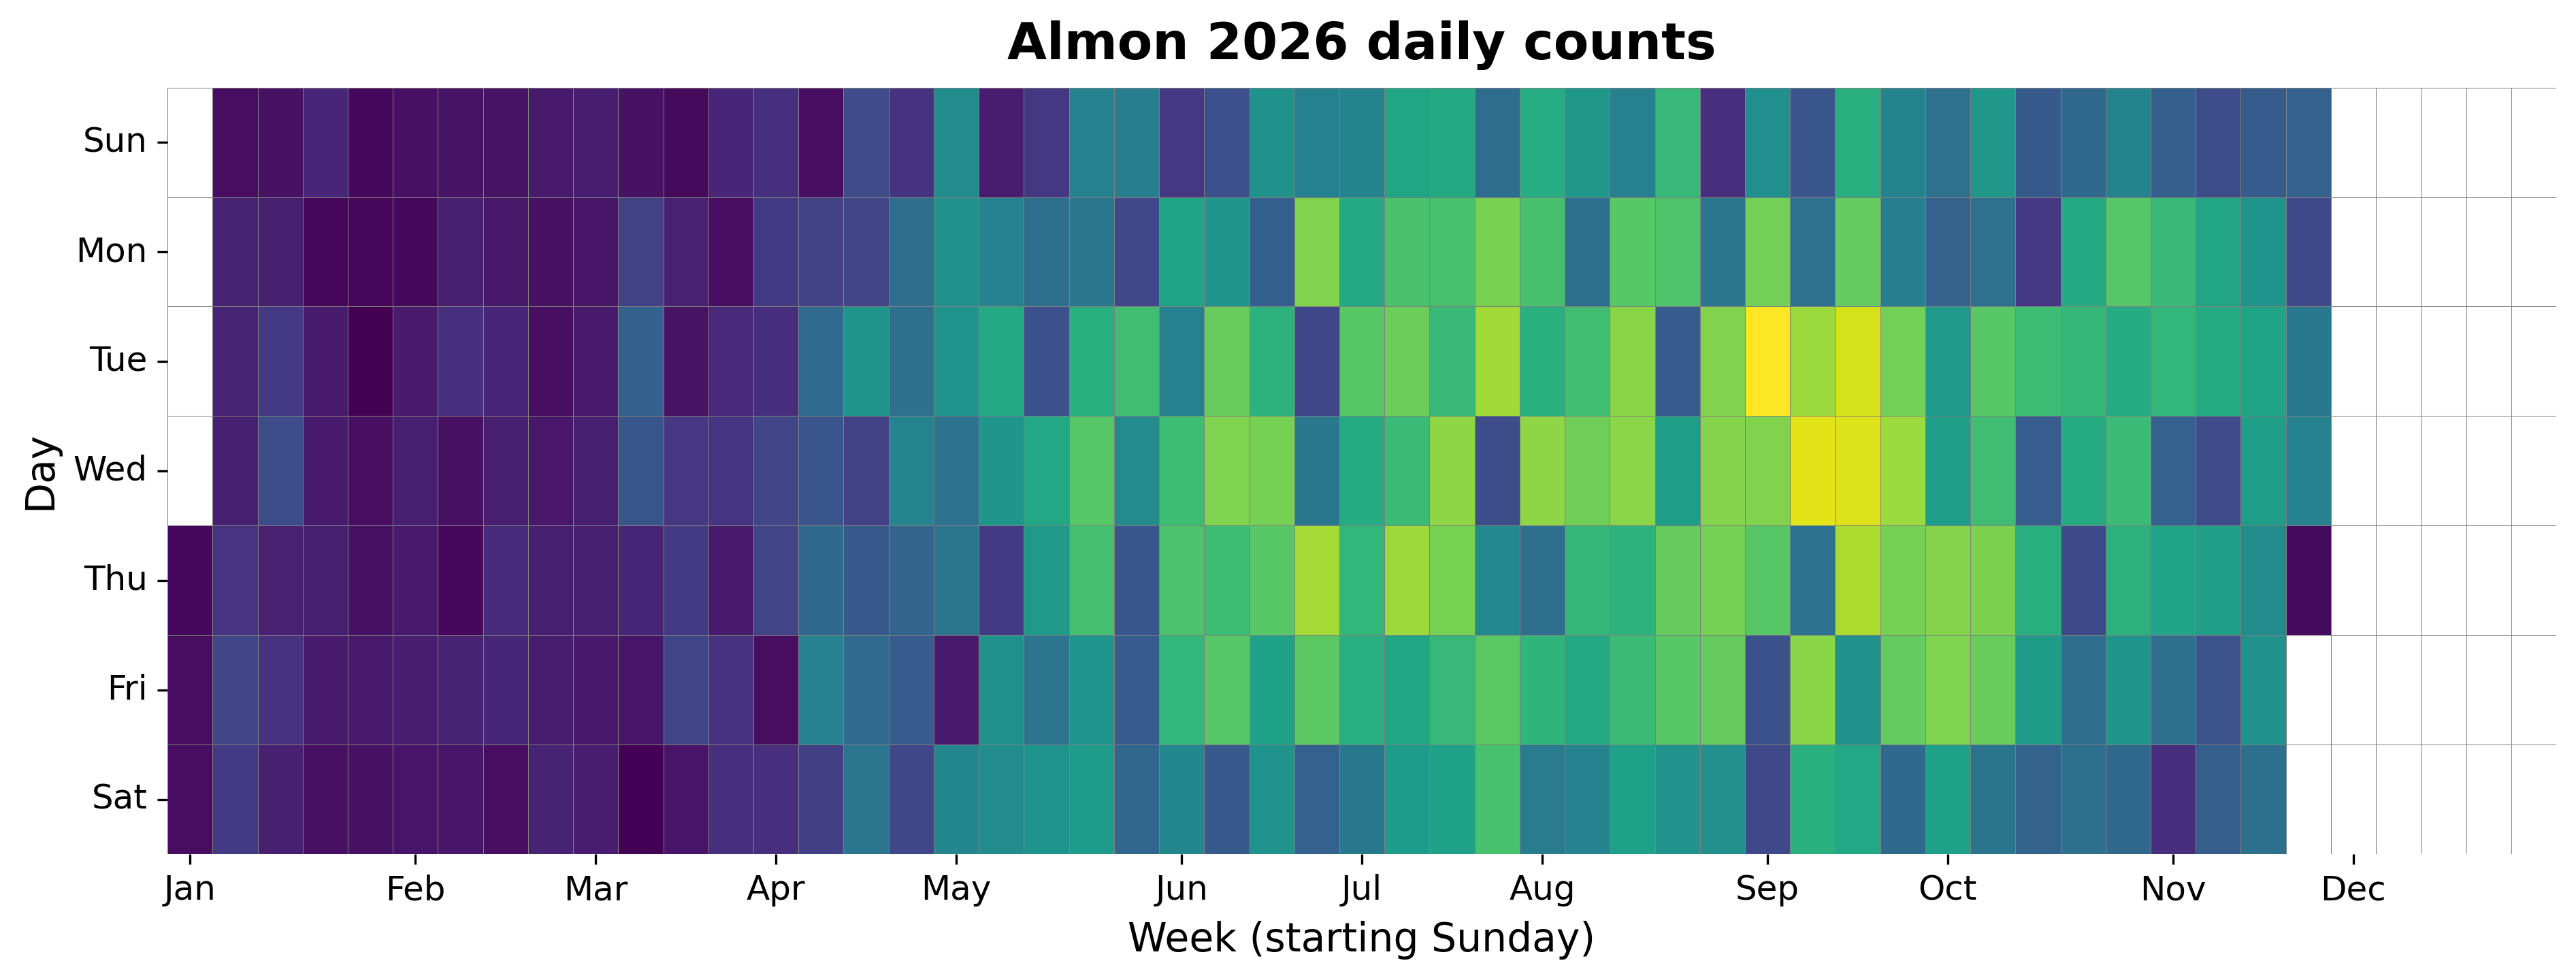 Almon 2026 daily counts
Day
Sun
Mon
Tue
Wed
Thu
Fri
Sat
Jan Feb Mar Apr May Jun Jul Aug Sep Oct Nov Dec
Week (starting Sunday)